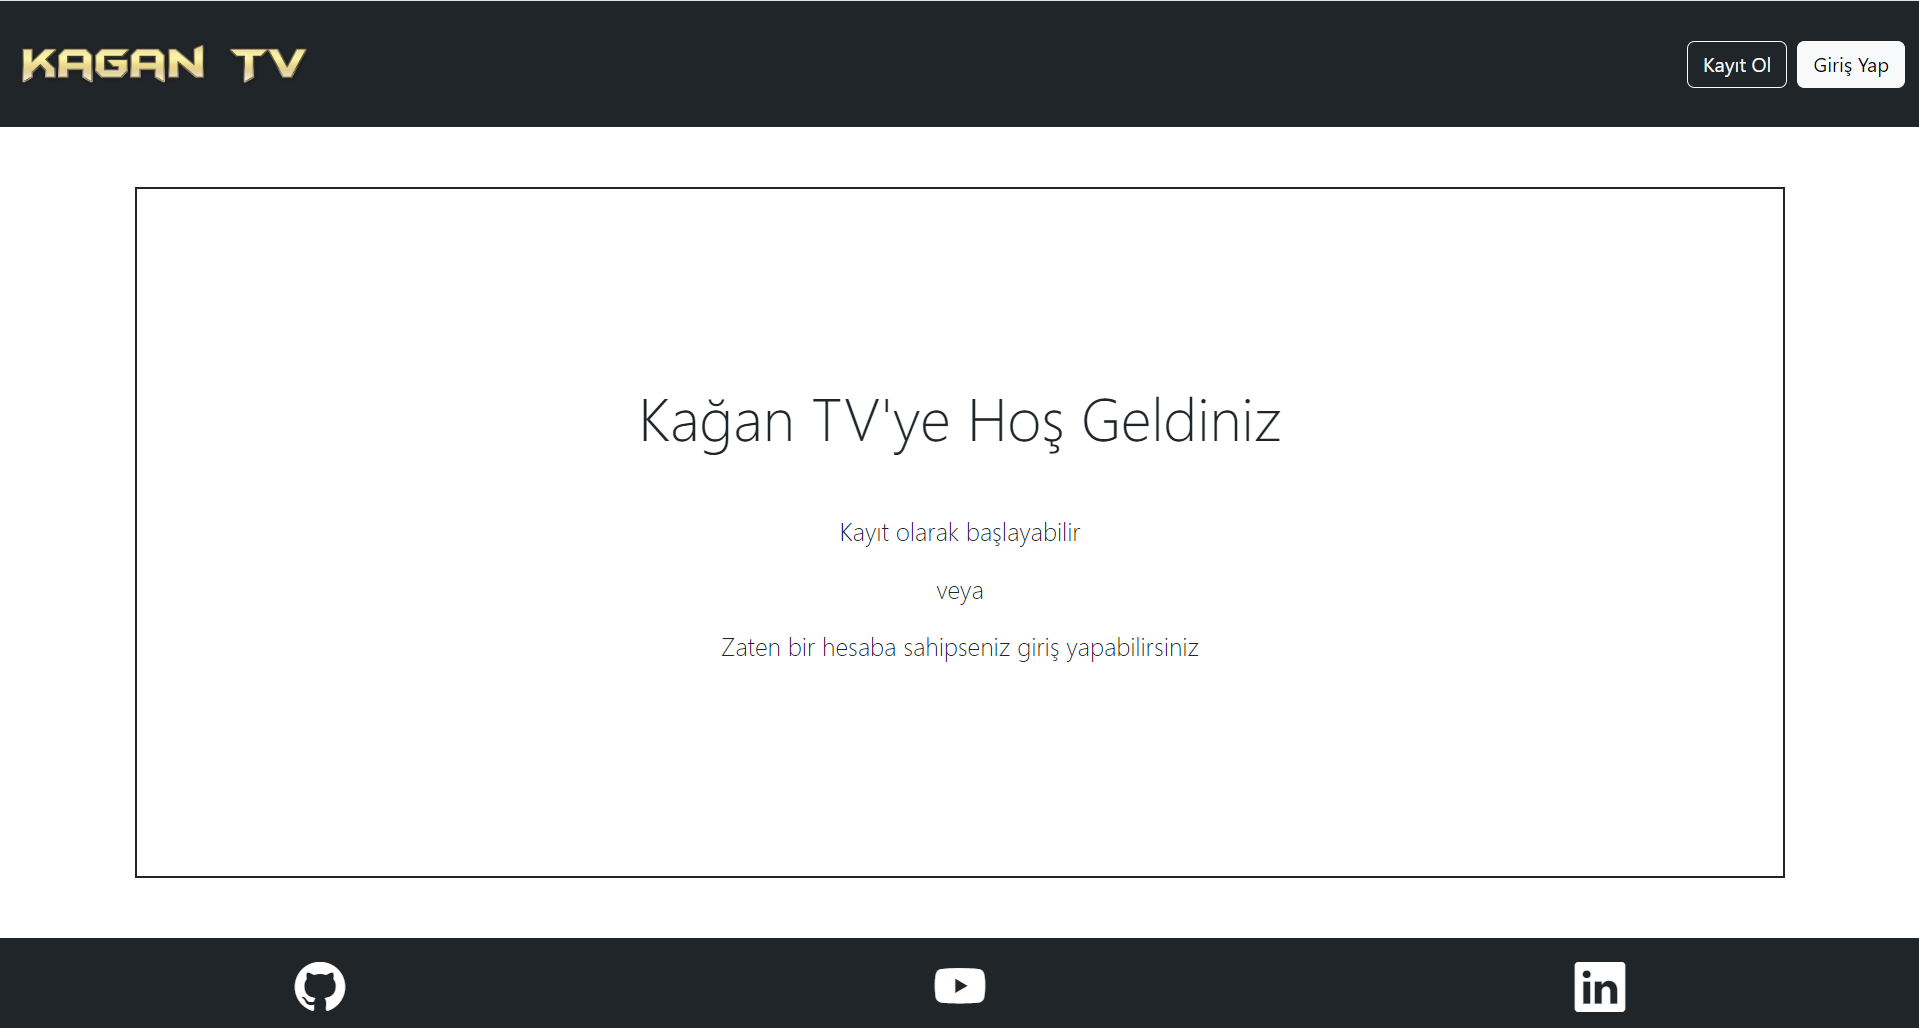 KAGAN TV
Kayıt Ol
Giriş Yap
Kağan TV'ye Hoş Geldiniz
Kayıt olarak başlayabilir
veya
Zaten bir hesaba sahipseniz giriş yapabilirsiniz
in